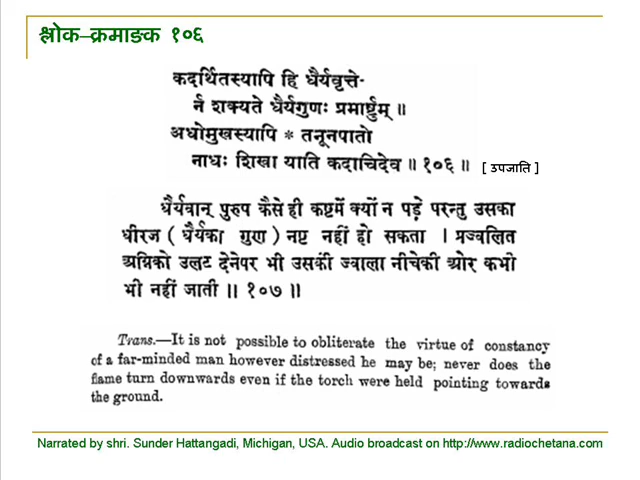 श्लोक–क्रमाङक १०६
कदर्थितस्यापि हि धैर्यवृत्ते-
र्न शक्यते धैर्यगुणः प्रमार्ष्टुम् ॥
अधोमुखस्यापि * तनूनपातो
नाधः शिखा याति कदाचिदेव ॥ १०६ ॥ [ उपजाति ]
धैर्यवान् पुरुष कैसे ही कष्टमें क्यों न पड़े परन्तु उसका
धीरज ( धैर्यका गुण ) नष्ट नहीं हो सकता । प्रज्वलित
अग्निको उलट देनेपर भी उसकी ज्वाला नीचेकी ओर कभी
भी नहीं जाती ॥ १०७ ॥
Trans.—It is not possible to obliterate the virtue of constancy
of a far-minded man however distressed he may be; never does the
flame turn downwards even if the torch were held pointing towards
the ground.
Narrated by shri. Sunder Hattangadi, Michigan, USA. Audio broadcast on http://www.radiochetana.com